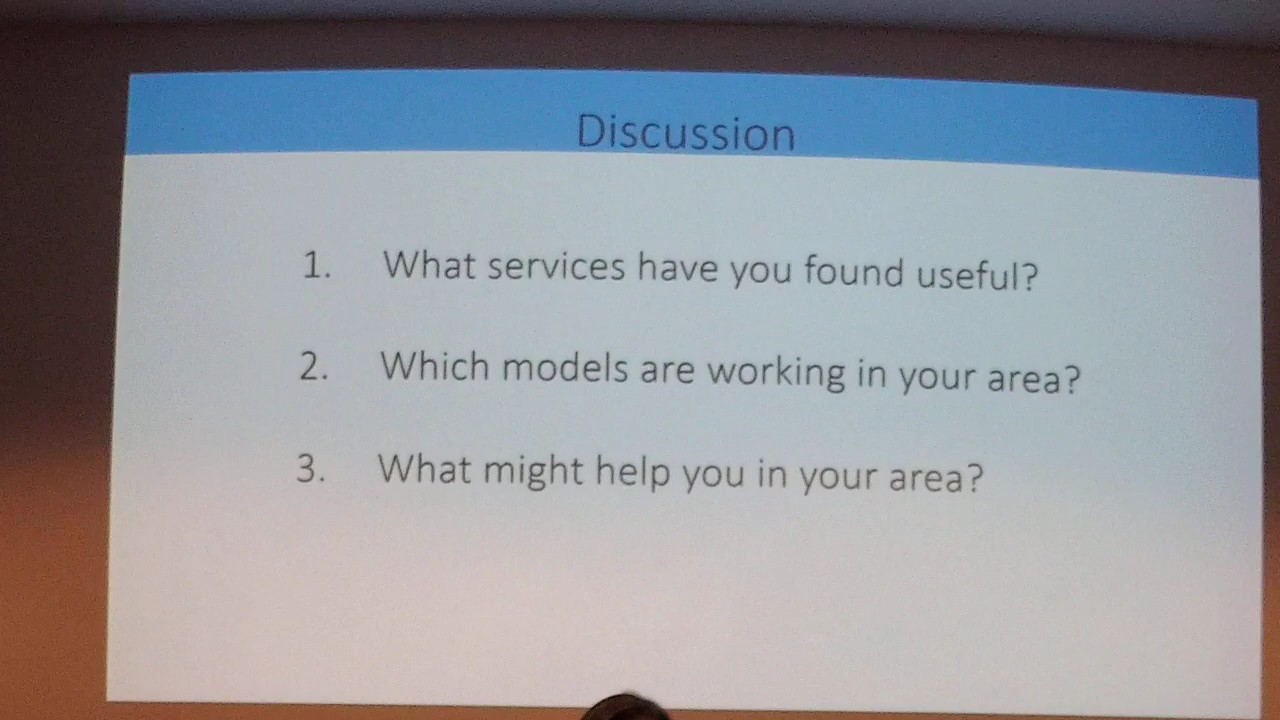 Discussion
1. What services have you found useful?
2. Which models are working in your area?
3. What might help you in your area?